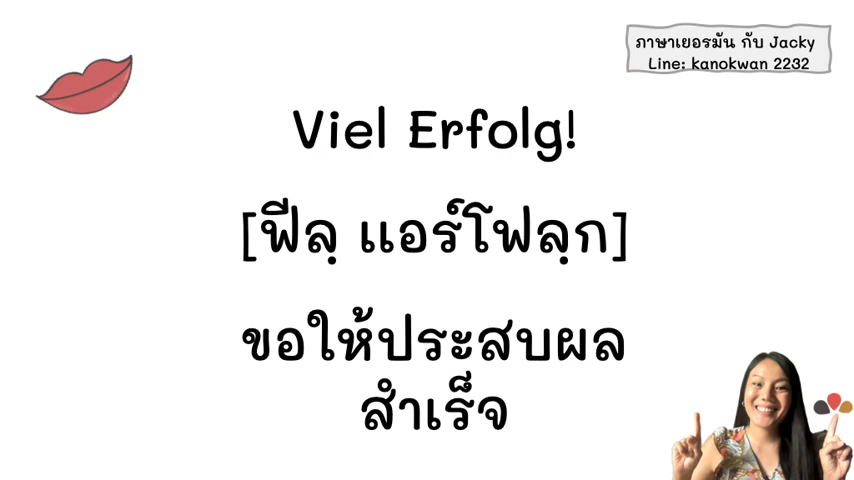 ภาษาเยอรมัน กับ Jacky
Line: kanokwan 2232
Viel Erfolg!
[ฟีลฺ แอร์โฟลฺก]
ขอให้ประสบผล
สำเร็จ